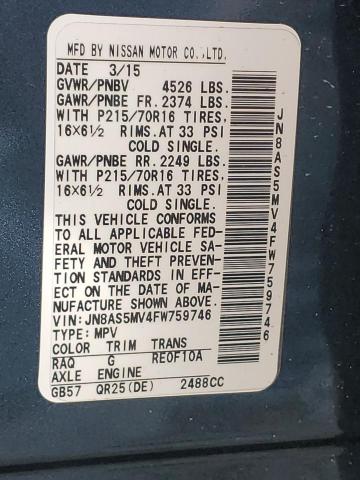 MFD BY NISSAN MOTOR CO.,LTD.
DATE 3/15
GVWR/PNBV 4526 LBS.
GAWR/PNBE FR. 2374 LBS.
WITH P215/70R16 TIRES,
16X6½ RIMS.AT 33 PSI
COLD SINGLE.
GAWR/PNBE RR. 2249 LBS.
WITH P215/70R16 TIRES,
16X6½ RIMS.AT 33 PSI
COLD SINGLE.
THIS VEHICLE CONFORMS
TO ALL APPLICABLE FED-
ERAL MOTOR VEHICLE SA-
FETY AND THEFT PREVEN-
TION STANDARDS IN EFF-
ECT ON THE DATE OF MA-
NUFACTURE SHOWN ABOVE.
VIN:JN8AS5MV4FW759746
TYPE:MPV
COLOR TRIM TRANS
RAQ G RE0F10A
AXLE ENGINE
GB57 QR25(DE) 2488CC
JN8AS5MV4FW759746